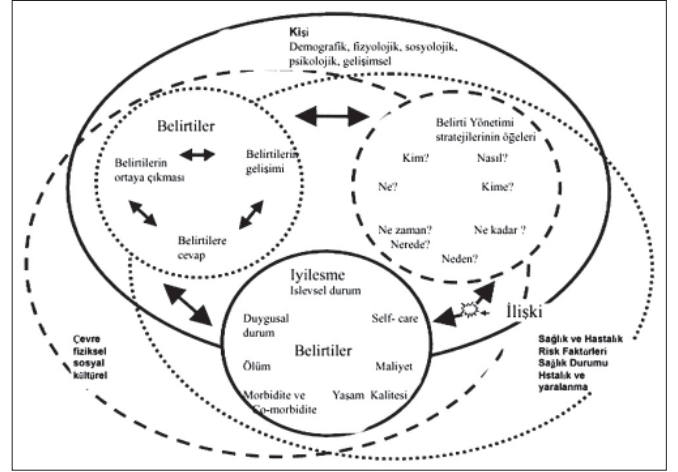 Kişi
Demografik, fizyolojik, sosyolojik,
psikolojik, gelişimsel
Belirtiler
Belirtilerin
ortaya çıkması
Belirtilerin
gelişimi
Belirtilere
cevap
Belirti Yönetimi
stratejilerinin öğeleri
Kim?
Nasıl?
Ne?
Kime?
Ne zaman?
Nerede?
Ne kadar ?
Neden?
Iyilesme
Islevsel durum
Duygusal
durum
Self- care
Belirtiler
Ölüm
Maliyet
Morbidite ve
Co-morbidite
Yaşam Kalitesi
İlişki
Çevre
fiziksel
sosyal
kültürel
Sağlık ve Hastalık
Risk Faktörleri
Sağlık Durumu
Hstalık ve
yaralanma